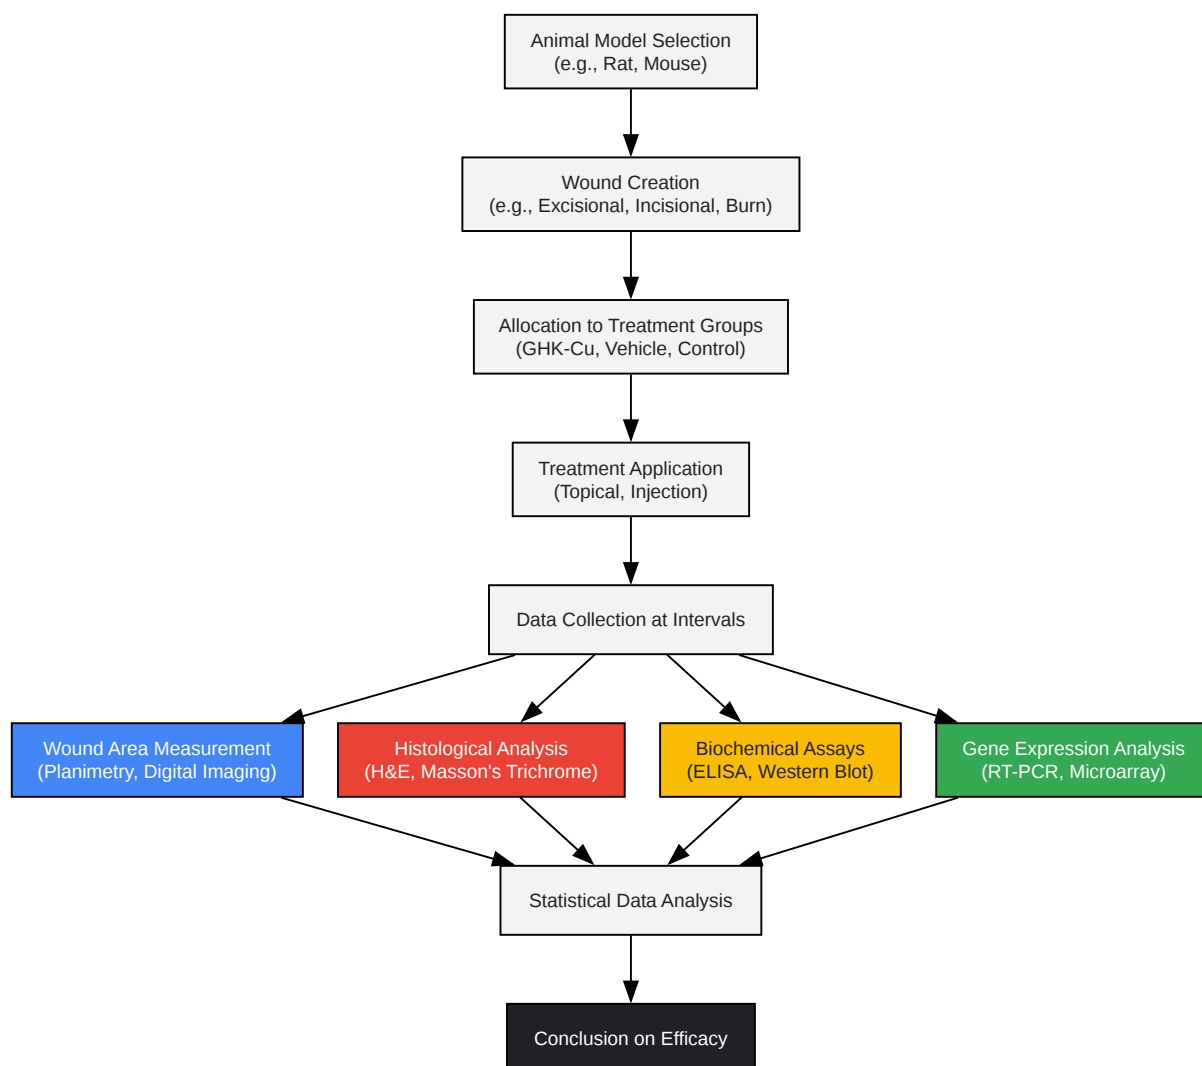 Animal Model Selection
(e.g., Rat, Mouse)
Wound Creation
(e.g., Excisional, Incisional, Burn)
Allocation to Treatment Groups
(GHK-Cu, Vehicle, Control)
Treatment Application
(Topical, Injection)
Data Collection at Intervals
Wound Area Measurement
(Planimetry, Digital Imaging)
Histological Analysis
(H&E, Masson's Trichrome)
Biochemical Assays
(ELISA, Western Blot)
Gene Expression Analysis
(RT-PCR, Microarray)
Statistical Data Analysis
Conclusion on Efficacy